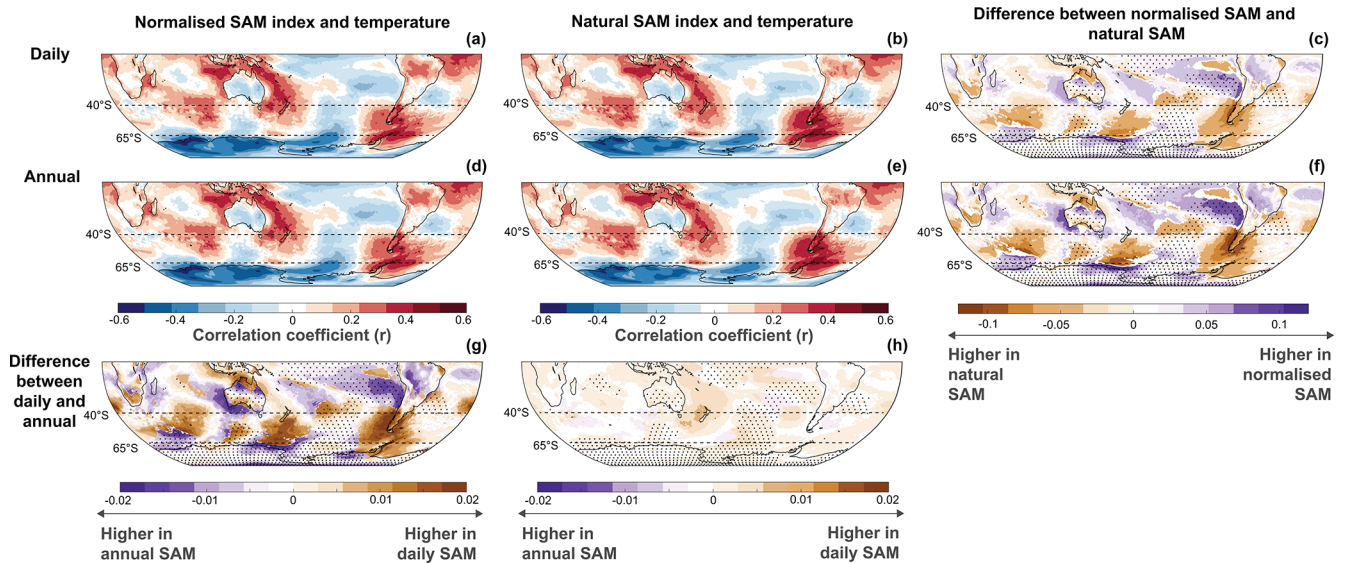 Normalised SAM index and temperature
Natural SAM index and temperature
Difference between normalised SAM and
natural SAM
Daily
(a)
(b)
(c)
40°S
65°S
40°S
65°S
40°S
65°S
Annual
(d)
(e)
(f)
40°S
65°S
40°S
65°S
40°S
65°S
-0.6 -0.4 -0.2 0 0.2 0.4 0.6
Correlation coefficient (r)
-0.6 -0.4 -0.2 0 0.2 0.4 0.6
Correlation coefficient (r)
-0.1 -0.05 0 0.05 0.1
Higher in
natural
SAM
Higher in
normalised
SAM
Difference
between
daily and
annual
(g)
(h)
40°S
65°S
40°S
65°S
-0.02 -0.01 0 0.01 0.02
Higher in
annual SAM
Higher in
daily SAM
-0.02 -0.01 0 0.01 0.02
Higher in
annual SAM
Higher in
daily SAM